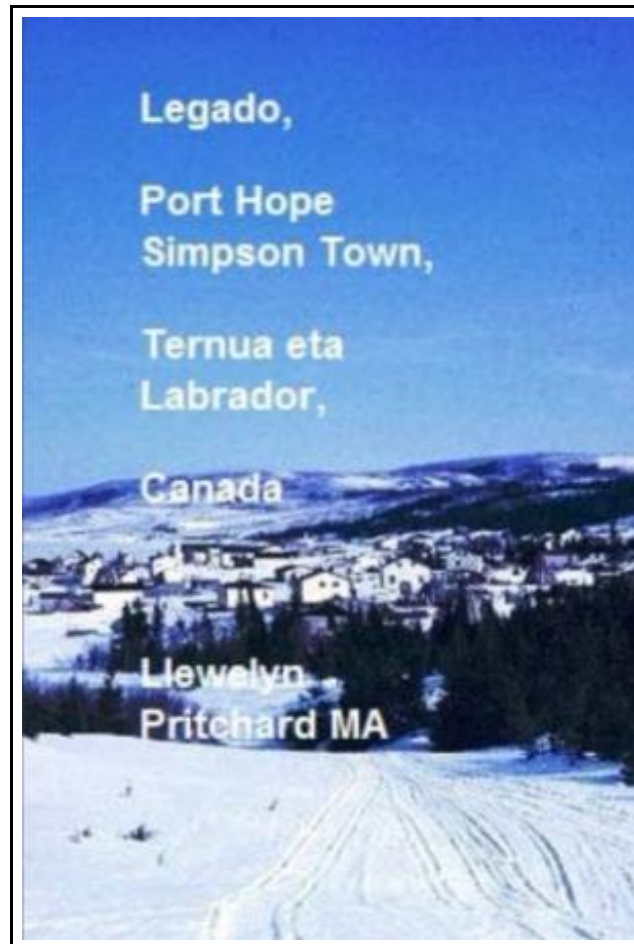 Legado,
Port Hope
Simpson Town,
Ternua eta
Labrador,
Canada
Llewelyn
Pritchard MA